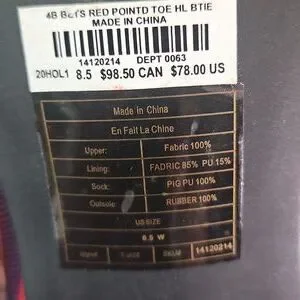 4B BETS RED POINTD TOE HL BTIE
MADE IN CHINA
14120214 DEPT 0063
20HOL1 8.5 $98.50 CAN $78.00 US
Made in China
En Fait La Chine
Upper: Fabric 100%
Lining: FADRIC 85% PU 15%
Sock: PIG PU 100%
Outsole: RUBBER 100%
US SIZE
8.5 W
14120214